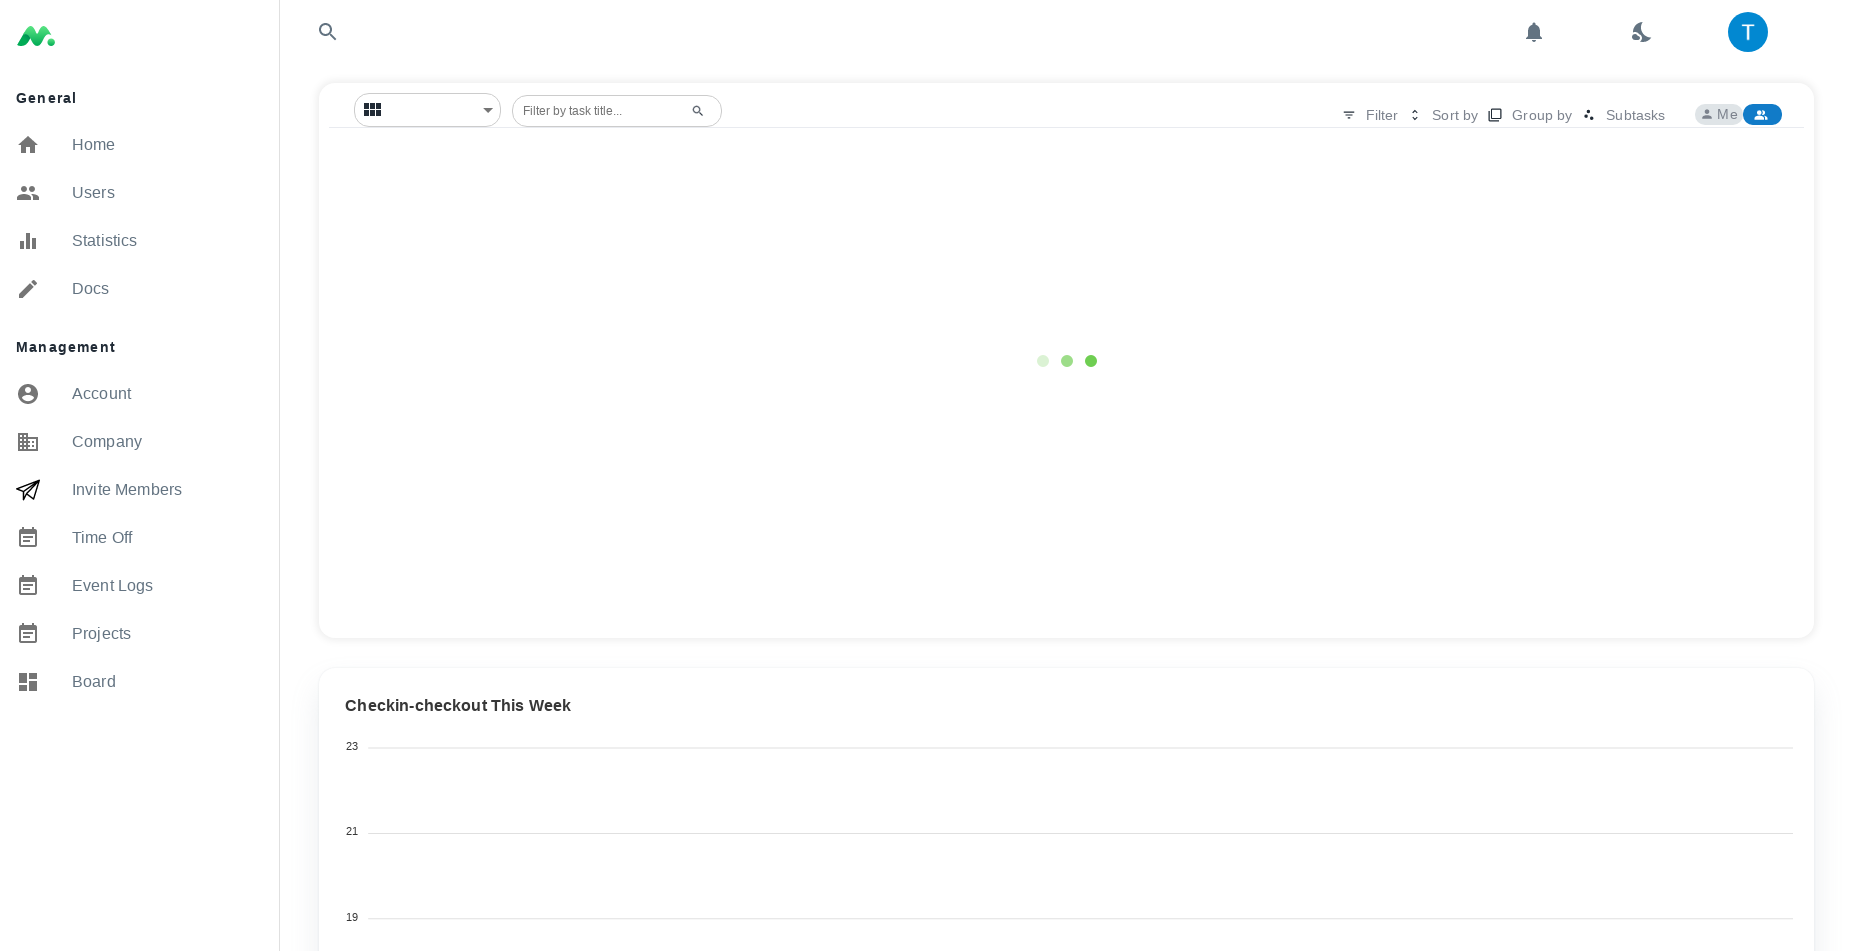 General
Home
Users
Statistics
Docs
Management
Account
Company
Invite Members
Time Off
Event Logs
Projects
Board
T
Filter by task title...
Filter
Sort by
Group by
Subtasks
Me
Checkin-checkout This Week
23
21
19